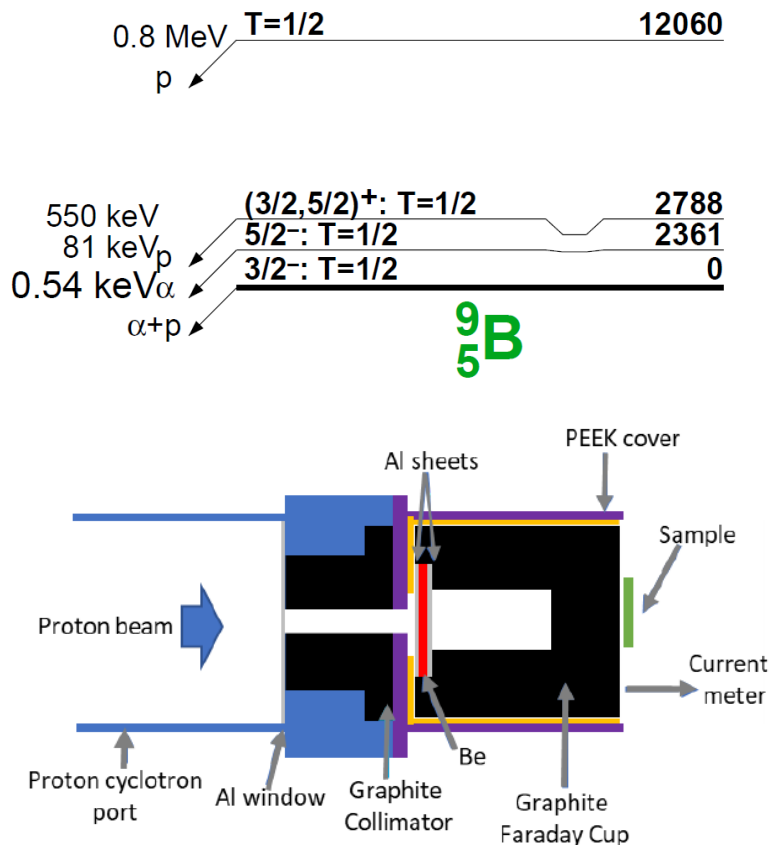 0.8 MeV T=1/2 12060
p
550 keV (3/2,5/2)⁺: T=1/2 2788
81 keV p 5/2⁻: T=1/2 2361
0.54 keV α 3/2⁻: T=1/2 0
α+p
⁹₅B
PEEK cover
Al sheets
Sample
Proton beam
Current
meter
Be
Proton cyclotron
port
Al window
Graphite
Collimator
Graphite
Faraday Cup